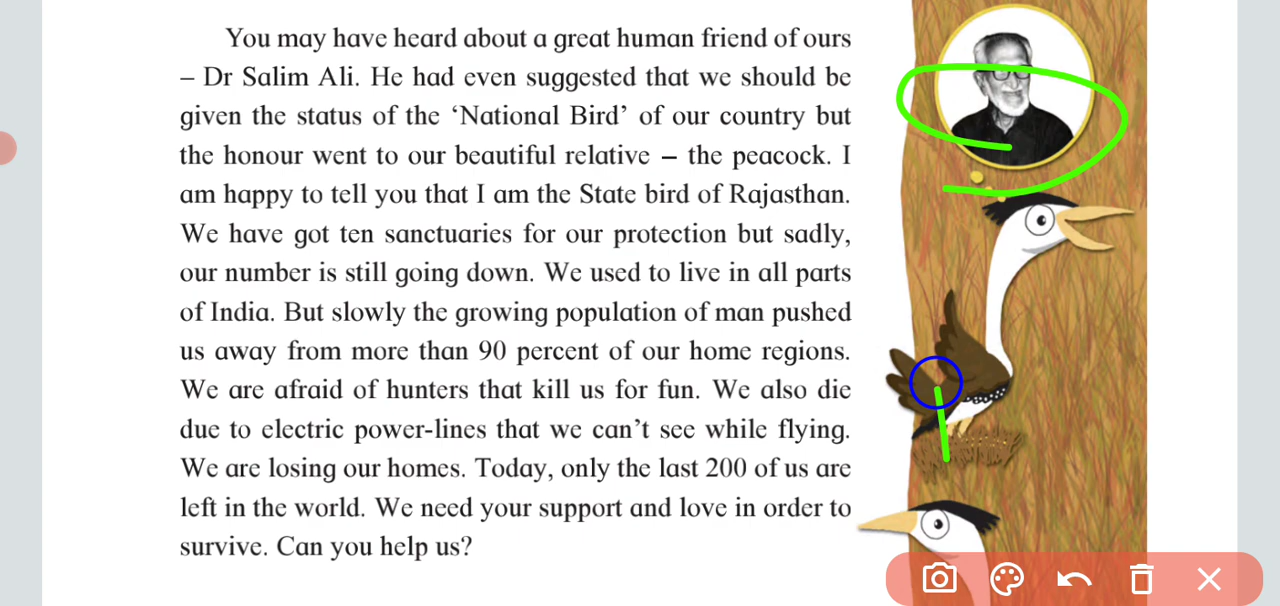 You may have heard about a great human friend of ours
– Dr Salim Ali. He had even suggested that we should be
given the status of the ‘National Bird’ of our country but
the honour went to our beautiful relative – the peacock. I
am happy to tell you that I am the State bird of Rajasthan.
We have got ten sanctuaries for our protection but sadly,
our number is still going down. We used to live in all parts
of India. But slowly the growing population of man pushed
us away from more than 90 percent of our home regions.
We are afraid of hunters that kill us for fun. We also die
due to electric power-lines that we can’t see while flying.
We are losing our homes. Today, only the last 200 of us are
left in the world. We need your support and love in order to
survive. Can you help us?